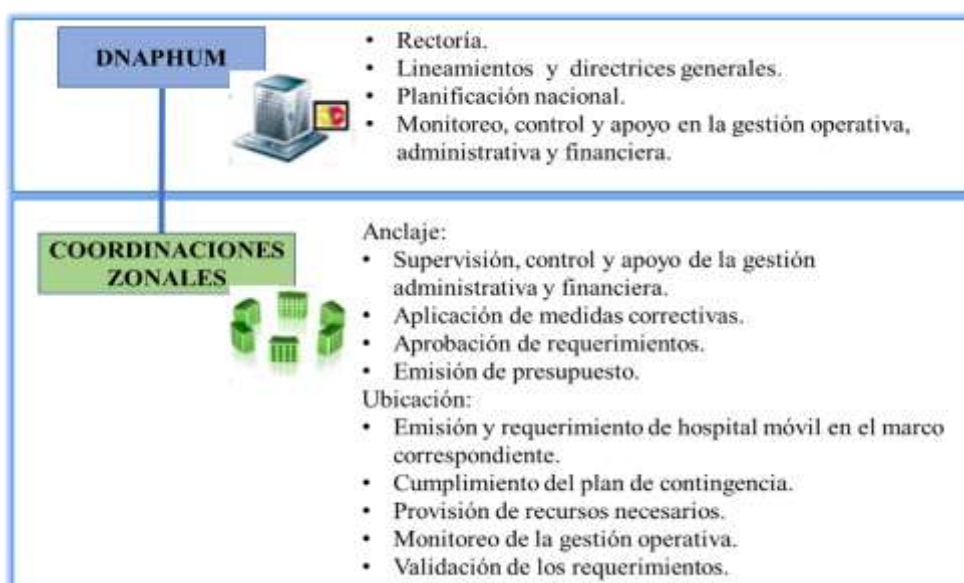 DNAPHUM
• Rectoría.
• Lineamientos y directrices generales.
• Planificación nacional.
• Monitoreo, control y apoyo en la gestión operativa,
administrativa y financiera.
COORDINACIONES
ZONALES
Anclaje:
• Supervisión, control y apoyo de la gestión
administrativa y financiera.
• Aplicación de medidas correctivas.
• Aprobación de requerimientos.
• Emisión de presupuesto.
Ubicación:
• Emisión y requerimiento de hospital móvil en el marco
correspondiente.
• Cumplimiento del plan de contingencia.
• Provisión de recursos necesarios.
• Monitoreo de la gestión operativa.
• Validación de los requerimientos.